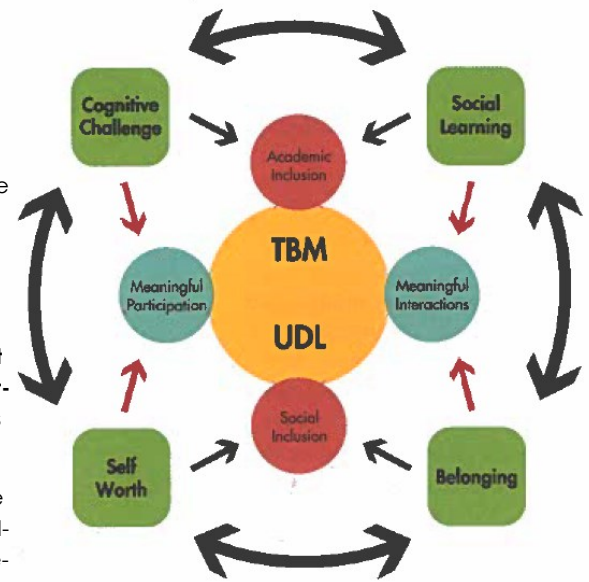 Cognitive
Challenge
Social
Learning
Academic
Inclusion
TBM
Meaningful
Participation
Meaningful
Interactions
UDL
Social
Inclusion
Self
Worth
Belonging